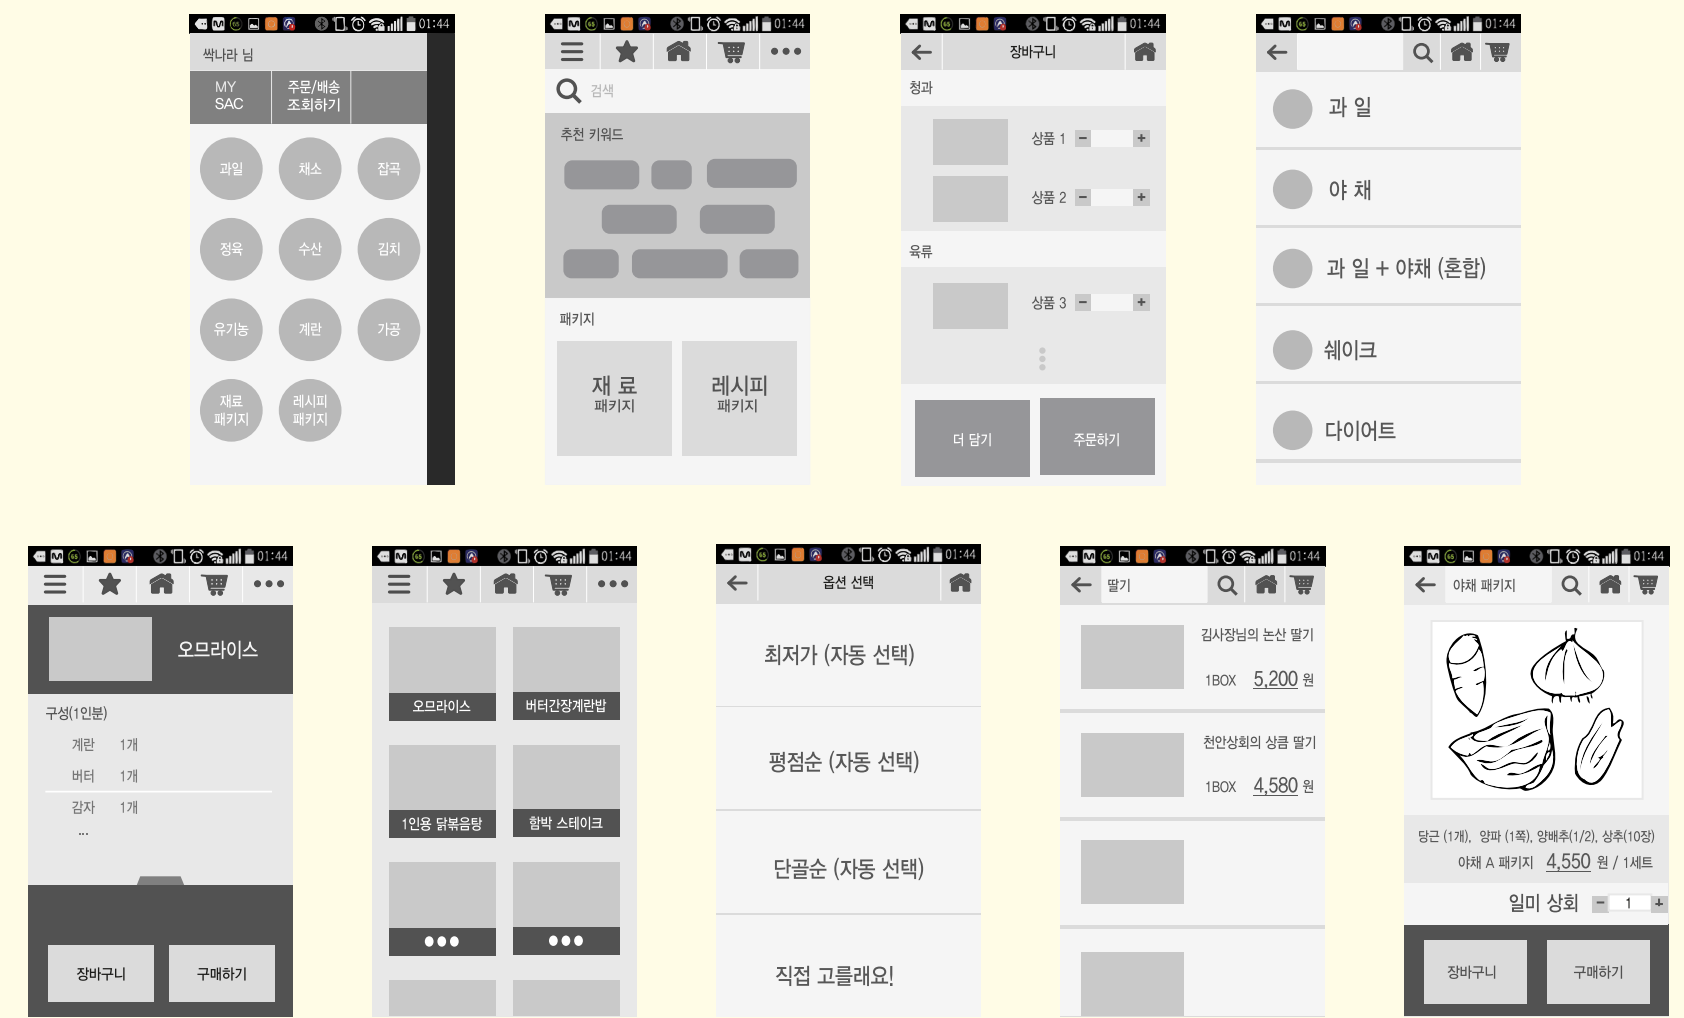 01:44
싹나라 님
MY
SAC
주문/배송
조회하기
과일
채소
잡곡
정육
수산
김치
유기농
계란
가공
재료
패키지
레시피
패키지
01:44
검색
추천 키워드
패키지
재 료
패키지
레시피
패키지
01:44
장바구니
청과
상품 1 - +
상품 2 - +
육류
상품 3 - +
더 담기
주문하기
01:44
과 일
야 채
과 일 + 야채 (혼합)
쉐이크
다이어트
01:44
오므라이스
구성(1인분)
계란 1개
버터 1개
감자 1개
...
장바구니
구매하기
01:44
오므라이스
버터간장계란밥
1인용 닭볶음탕
함박 스테이크
01:44
옵션 선택
최저가 (자동 선택)
평점순 (자동 선택)
단골순 (자동 선택)
직접 고를래요!
01:44
딸기
김사장님의 논산 딸기
1BOX 5,200 원
천안상회의 상큼 딸기
1BOX 4,580 원
01:44
야채 패키지
당근 (1개), 양파 (1쪽), 양배추(1/2), 상추(10장)
야채 A 패키지 4,550 원 / 1세트
일미 상회 - 1 +
장바구니
구매하기